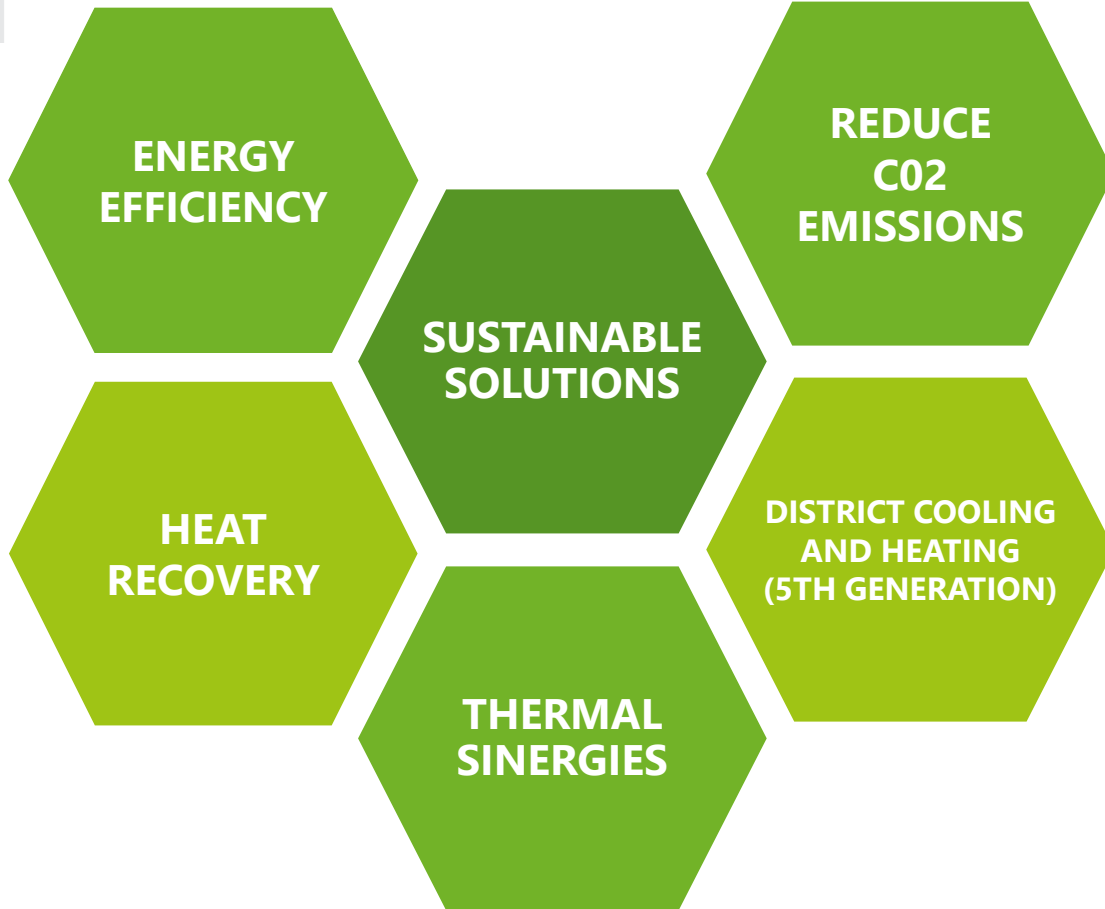 ENERGY
EFFICIENCY
REDUCE
C02
EMISSIONS
SUSTAINABLE
SOLUTIONS
HEAT
RECOVERY
DISTRICT COOLING
AND HEATING
(5TH GENERATION)
THERMAL
SINERGIES